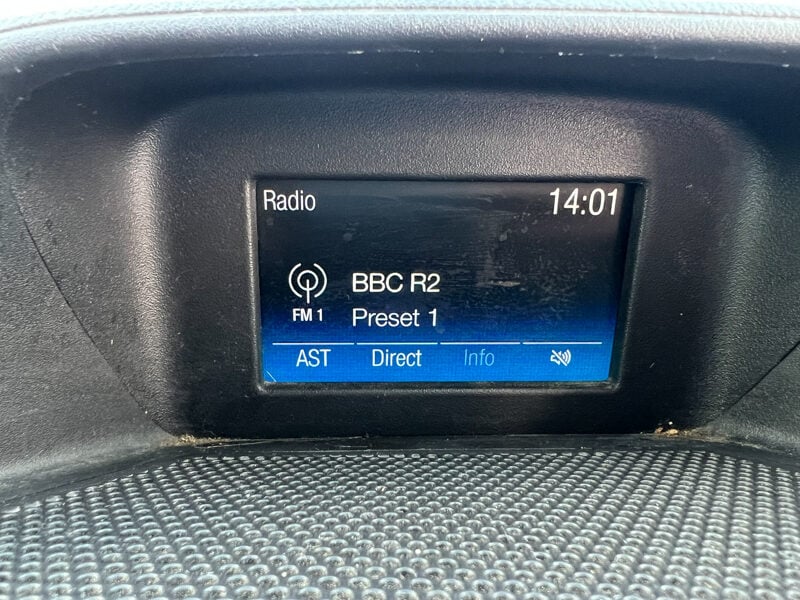 Radio 14:01
BBC R2
FM 1 Preset 1
AST Direct Info